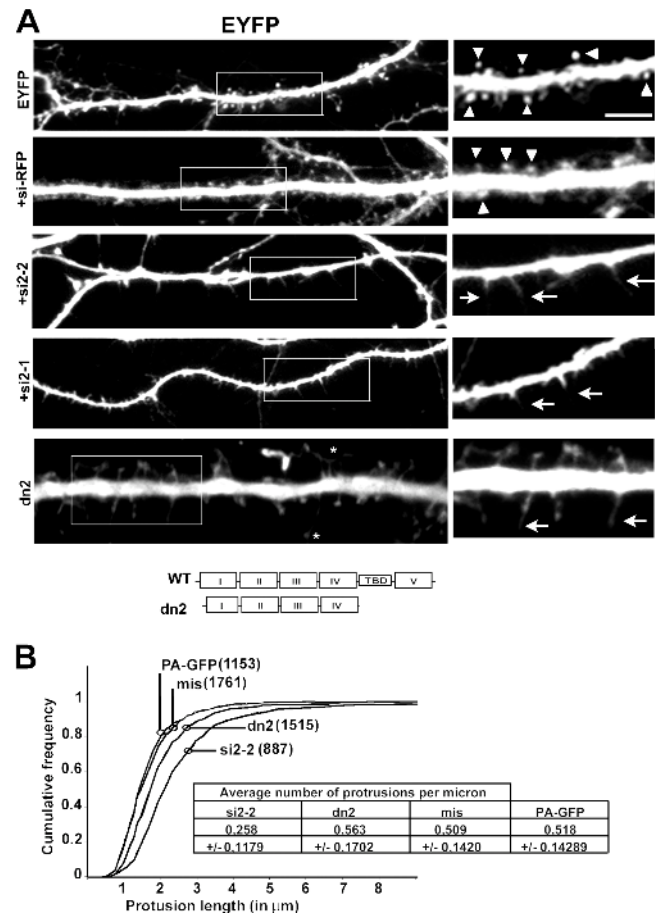 A
EYFP
EYFP
+si-RFP
+si2-2
+si2-1
dn2
*
*
WT I II III IV TBD V
dn2 I II III IV
B
PA-GFP(1153)
mis(1761)
dn2(1515)
si2-2(887)
Cumulative frequency
1
0.8
0.6
0.4
0.2
0
Average number of protrusions per micron
si2-2 dn2 mis PA-GFP
0.258 0.563 0.509 0.518
+/- 0.1179 +/- 0.1702 +/- 0.1420 +/- 0.14289
1 2 3 4 5 6 7 8
Protusion length (in μm)